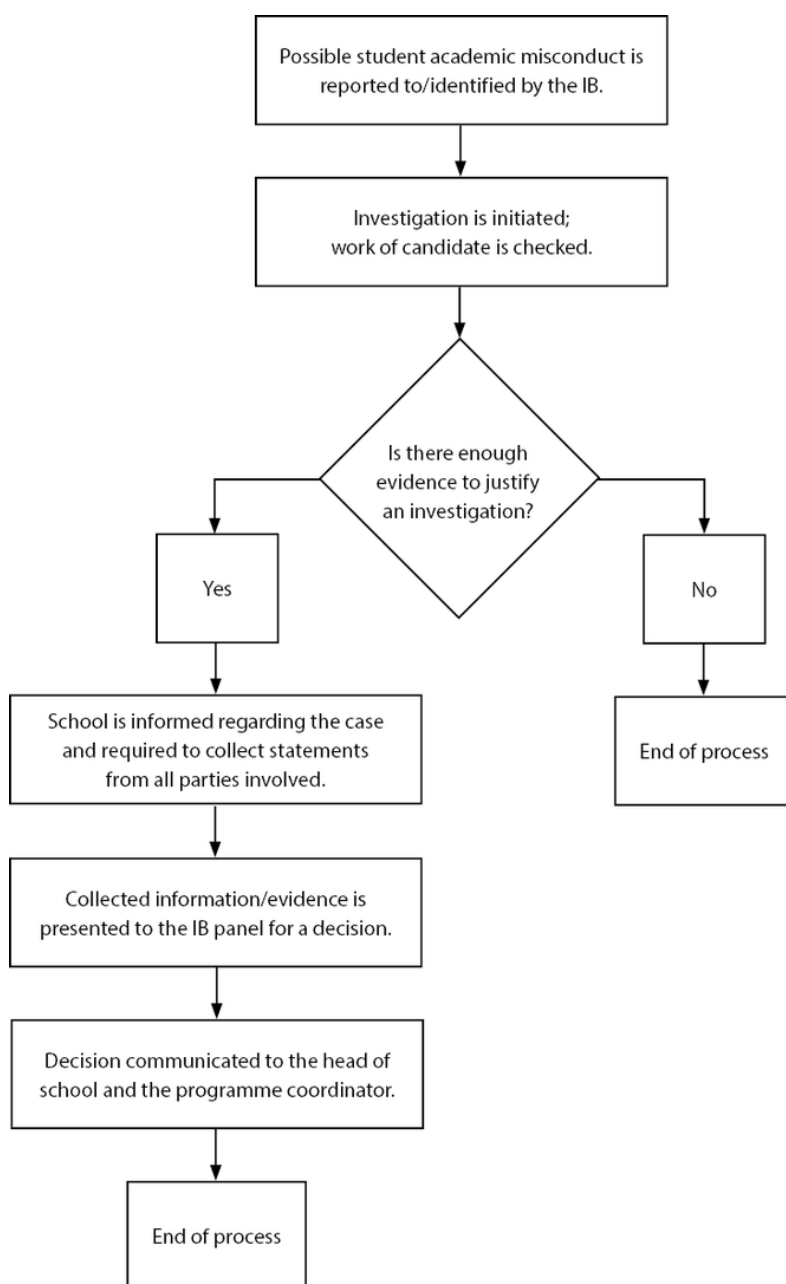 Possible student academic misconduct is
reported to/identified by the IB.
Investigation is initiated;
work of candidate is checked.
Is there enough
evidence to justify
an investigation?
Yes
No
School is informed regarding the case
and required to collect statements
from all parties involved.
End of process
Collected information/evidence is
presented to the IB panel for a decision.
Decision communicated to the head of
school and the programme coordinator.
End of process